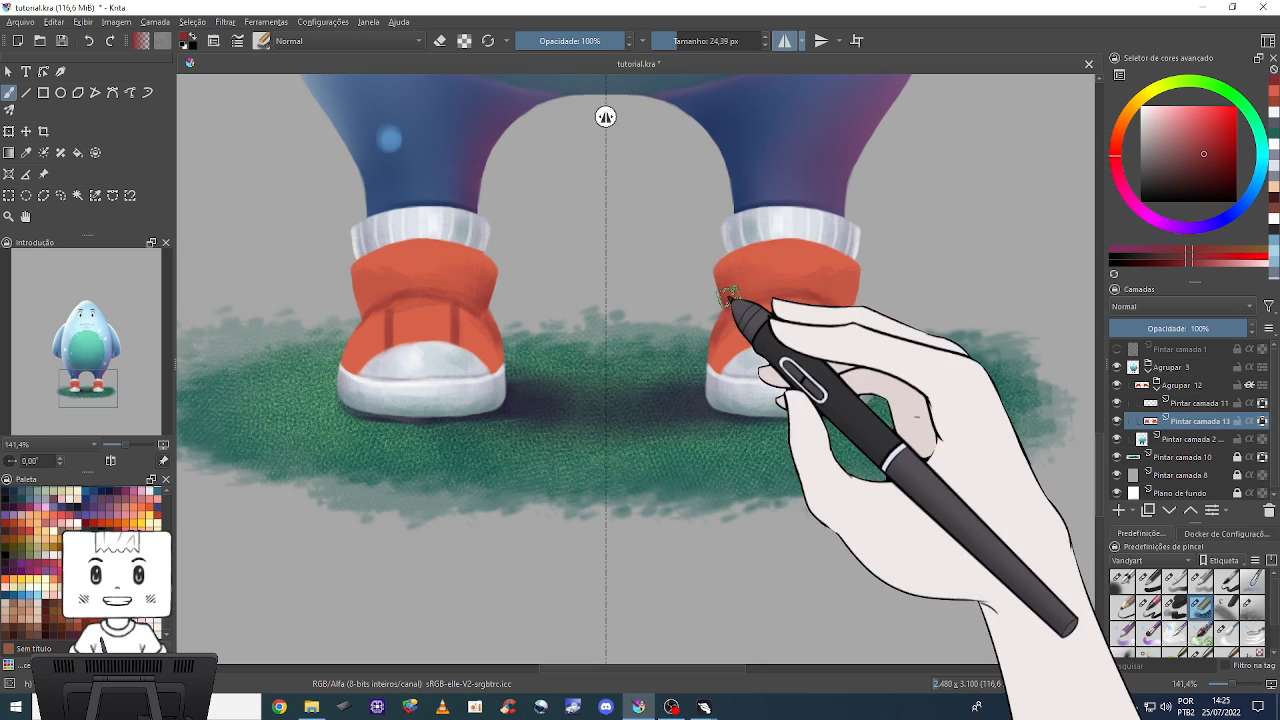 tutorial.kra (116,6 MiB) * - Krita
Arquivo Editar Exibir Imagem Camada Seleção Filtrar Ferramentas Configurações Janela Ajuda
Normal
Opacidade: 100%
Tamanho: 24,39 px
tutorial.kra *
Seletor de cores avançado
Introdução
Camadas
Normal
Opacidade: 100%
Pintar camada 1
Agrupar 3
Agrupar 12
Pintar camada 11
Pintar camada 13
Pintar camada 2 ...
Pintar camada 10
Pintar camada 8
Plano de fundo
141,4%
0,00°
Paleta
Predefinição...
Docker de Configuraçõ...
Predefinições de pincel
Vandyart
Etiqueta
Sem título
Filtro na tag
RGB/Alfa (8-bits inteiros/canal) sRGB-elle-V2-srgbtrc.icc
2.480 x 3.100 (116,6
141,4%
POR
PTB2
14:25
25/07/2022